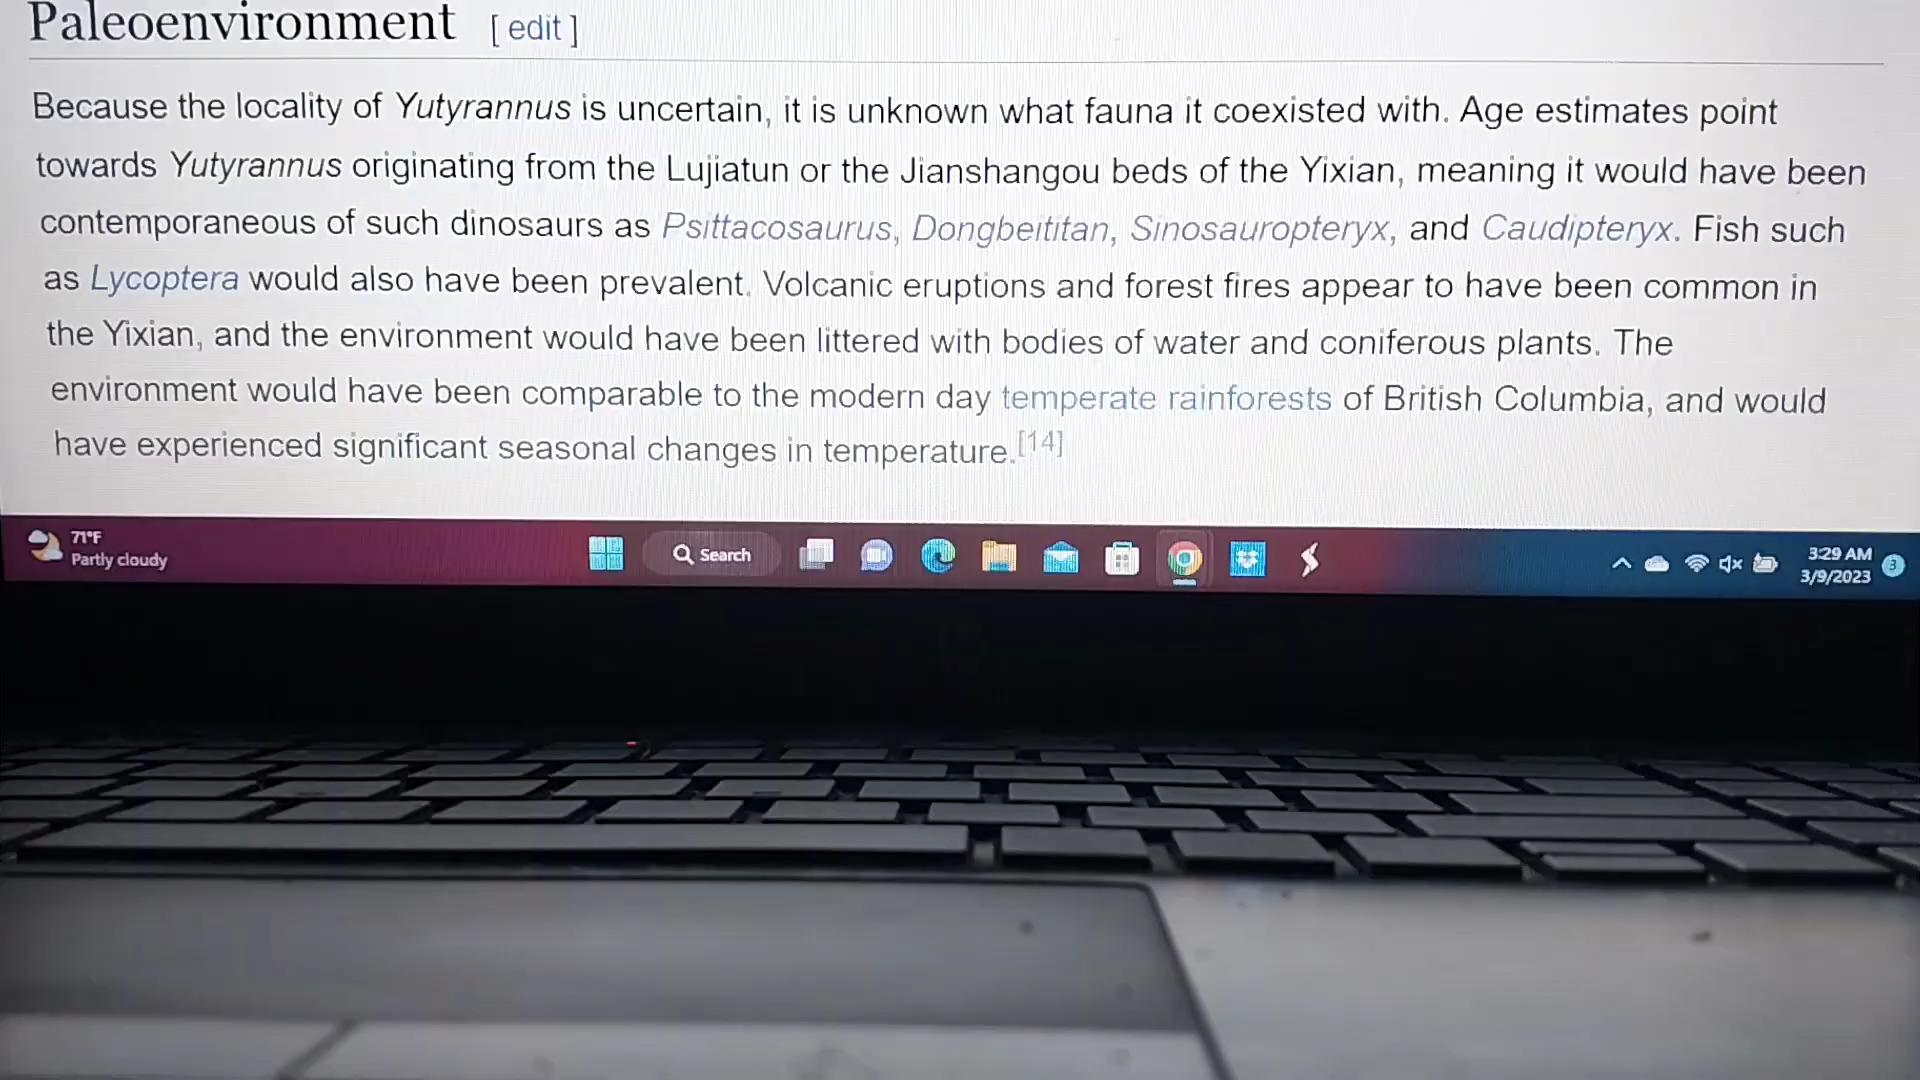 Paleoenvironment [ edit ]
Because the locality of Yutyrannus is uncertain, it is unknown what fauna it coexisted with. Age estimates point
towards Yutyrannus originating from the Lujiatun or the Jianshangou beds of the Yixian, meaning it would have been
contemporaneous of such dinosaurs as Psittacosaurus, Dongbeititan, Sinosauropteryx, and Caudipteryx. Fish such
as Lycoptera would also have been prevalent. Volcanic eruptions and forest fires appear to have been common in
the Yixian, and the environment would have been littered with bodies of water and coniferous plants. The
environment would have been comparable to the modern day temperate rainforests of British Columbia, and would
have experienced significant seasonal changes in temperature.[14]
71°F
Partly cloudy
Search
3:29 AM
3/9/2023
3